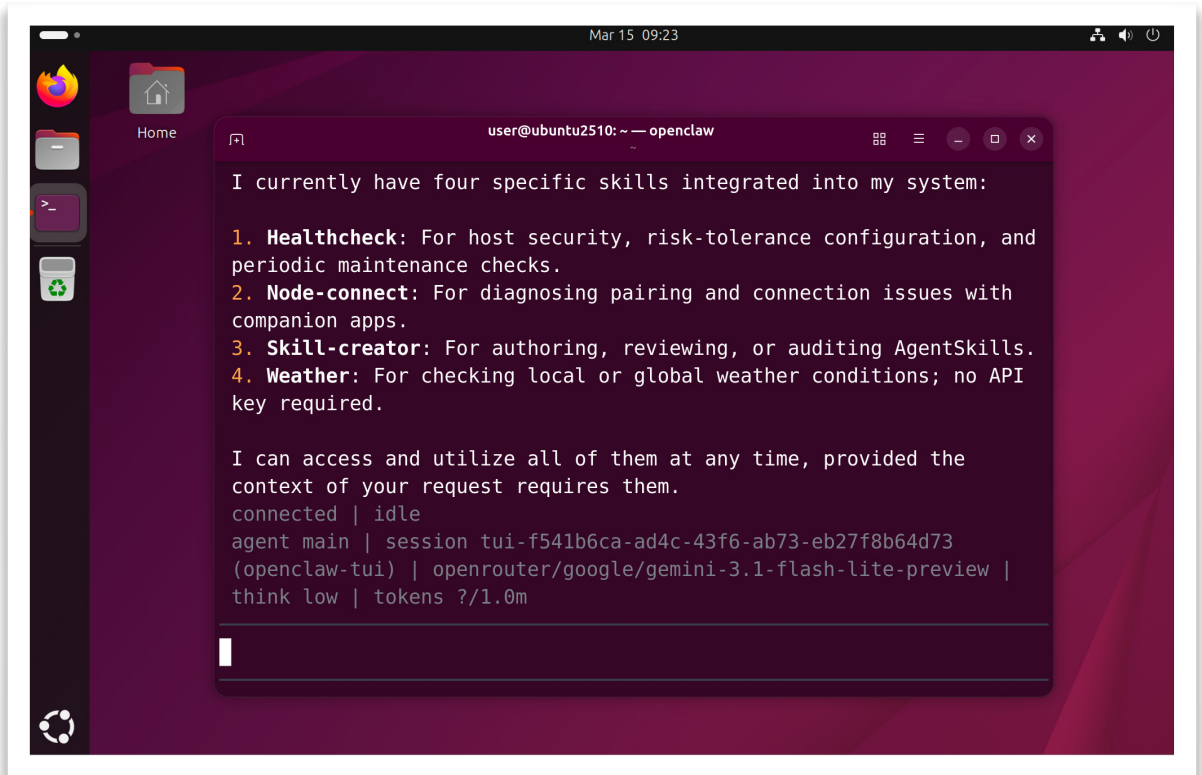 Mar 15 09:23
Home
user@ubuntu2510: ~ — openclaw
~
I currently have four specific skills integrated into my system:
1. Healthcheck: For host security, risk-tolerance configuration, and
periodic maintenance checks.
2. Node-connect: For diagnosing pairing and connection issues with
companion apps.
3. Skill-creator: For authoring, reviewing, or auditing AgentSkills.
4. Weather: For checking local or global weather conditions; no API
key required.
I can access and utilize all of them at any time, provided the
context of your request requires them.
connected | idle
agent main | session tui-f541b6ca-ad4c-43f6-ab73-eb27f8b64d73
(openclaw-tui) | openrouter/google/gemini-3.1-flash-lite-preview |
think low | tokens ?/1.0m